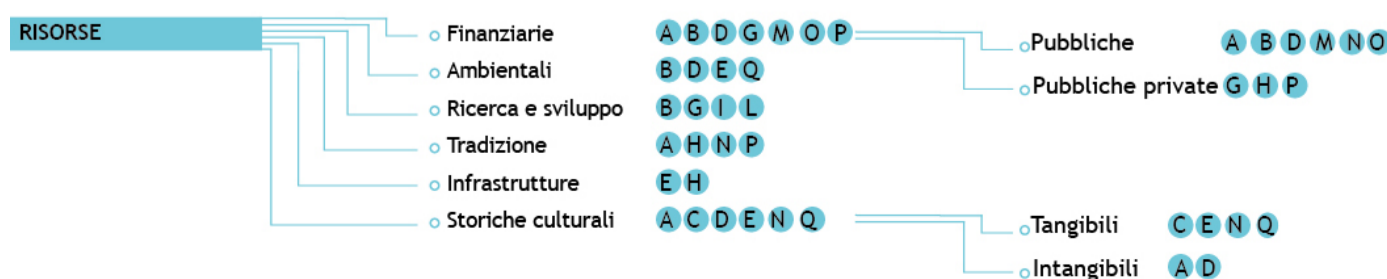 RISORSE
Finanziarie A B D G M O P
Pubbliche A B D M N O
Ambientali B D E Q
Pubbliche private G H P
Ricerca e sviluppo B G I L
Tradizione A H N P
Infrastrutture E H
Storiche culturali A C D E N Q
Tangibili C E N Q
Intangibili A D